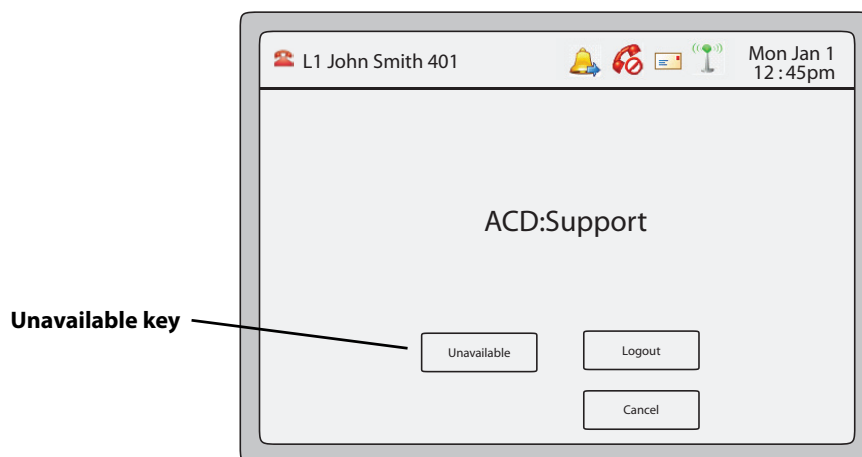 L1 John Smith 401
Mon Jan 1
12:45pm
ACD:Support
Unavailable key
Unavailable
Logout
Cancel